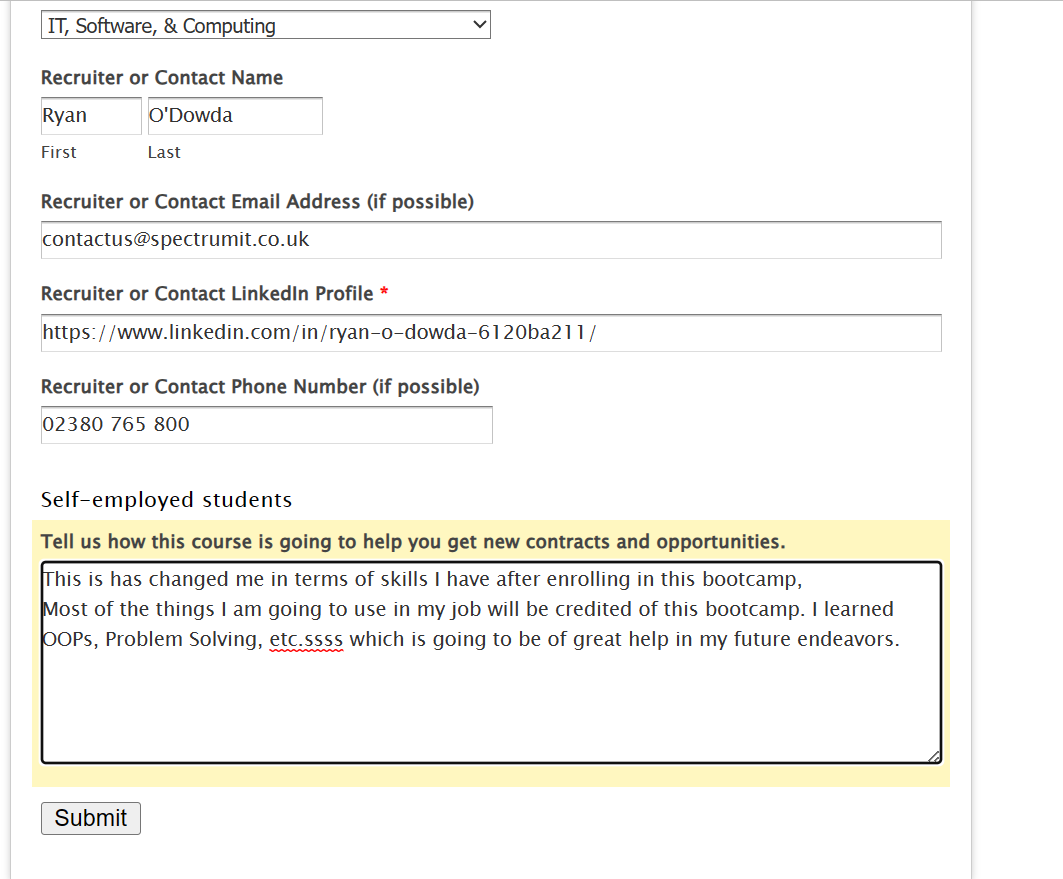 IT, Software, & Computing
Recruiter or Contact Name
Ryan O'Dowda
First Last
Recruiter or Contact Email Address (if possible)
contactus@spectrumit.co.uk
Recruiter or Contact LinkedIn Profile *
https://www.linkedin.com/in/ryan-o-dowda-6120ba211/
Recruiter or Contact Phone Number (if possible)
02380 765 800
Self-employed students
Tell us how this course is going to help you get new contracts and opportunities.
This is has changed me in terms of skills I have after enrolling in this bootcamp,
Most of the things I am going to use in my job will be credited of this bootcamp. I learned
OOPs, Problem Solving, etc.ssss which is going to be of great help in my future endeavors.
Submit